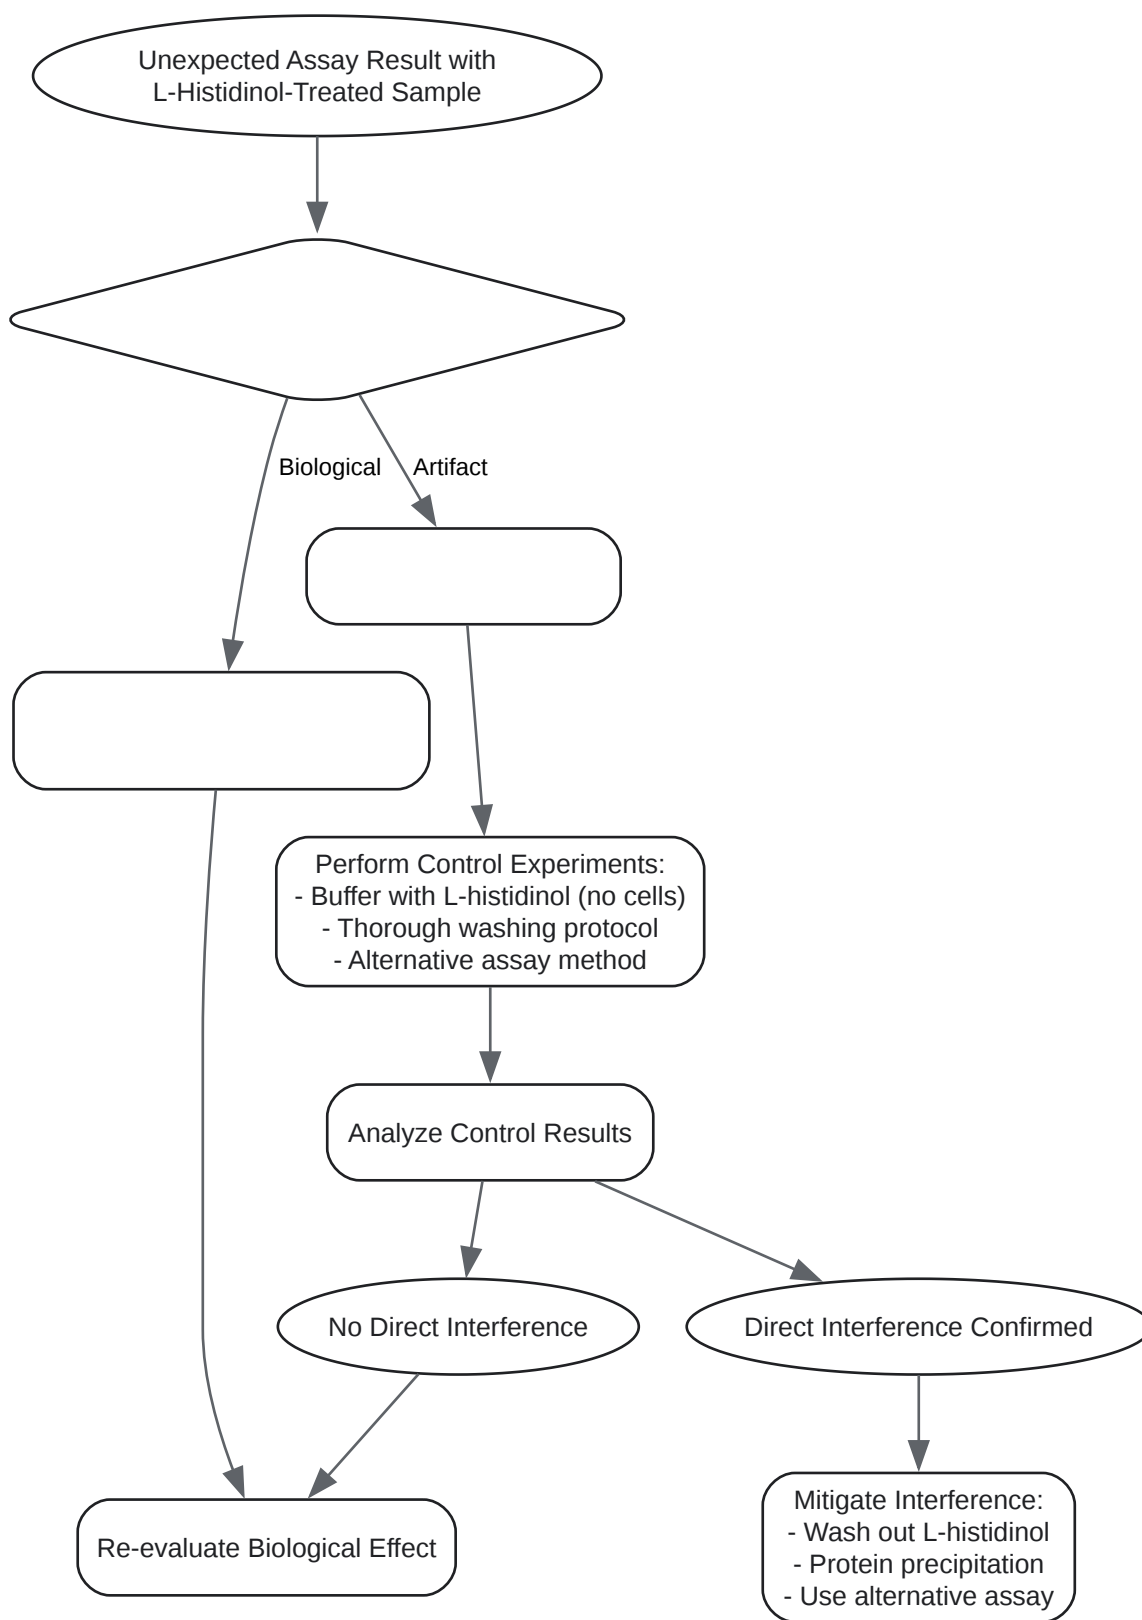 Unexpected Assay Result with
L-Histidinol-Treated Sample
Biological
Artifact
Perform Control Experiments:
- Buffer with L-histidinol (no cells)
- Thorough washing protocol
- Alternative assay method
Analyze Control Results
No Direct Interference
Direct Interference Confirmed
Re-evaluate Biological Effect
Mitigate Interference:
- Wash out L-histidinol
- Protein precipitation
- Use alternative assay